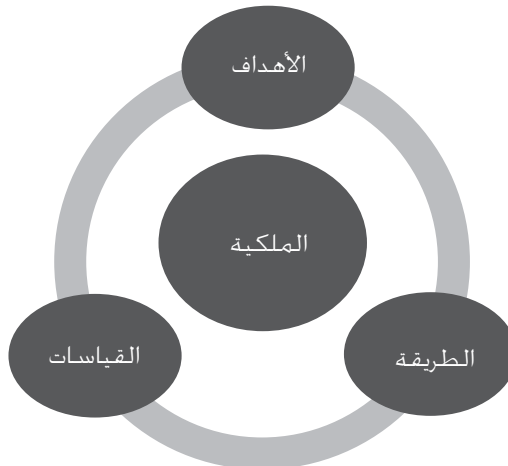 الأهداف
الملكية
الطريقة
القياسات